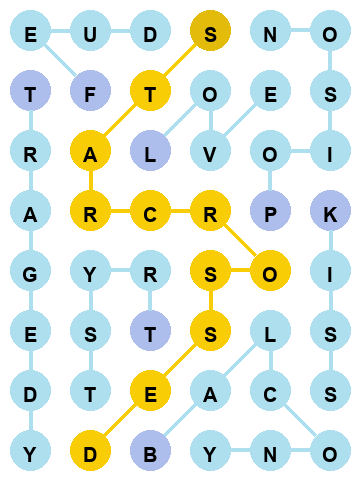 E U D S N O
T F T O E S
R A L V O I
A R C R P K
G Y R S O I
E S T S L S
D T E A C S
Y D B Y N O